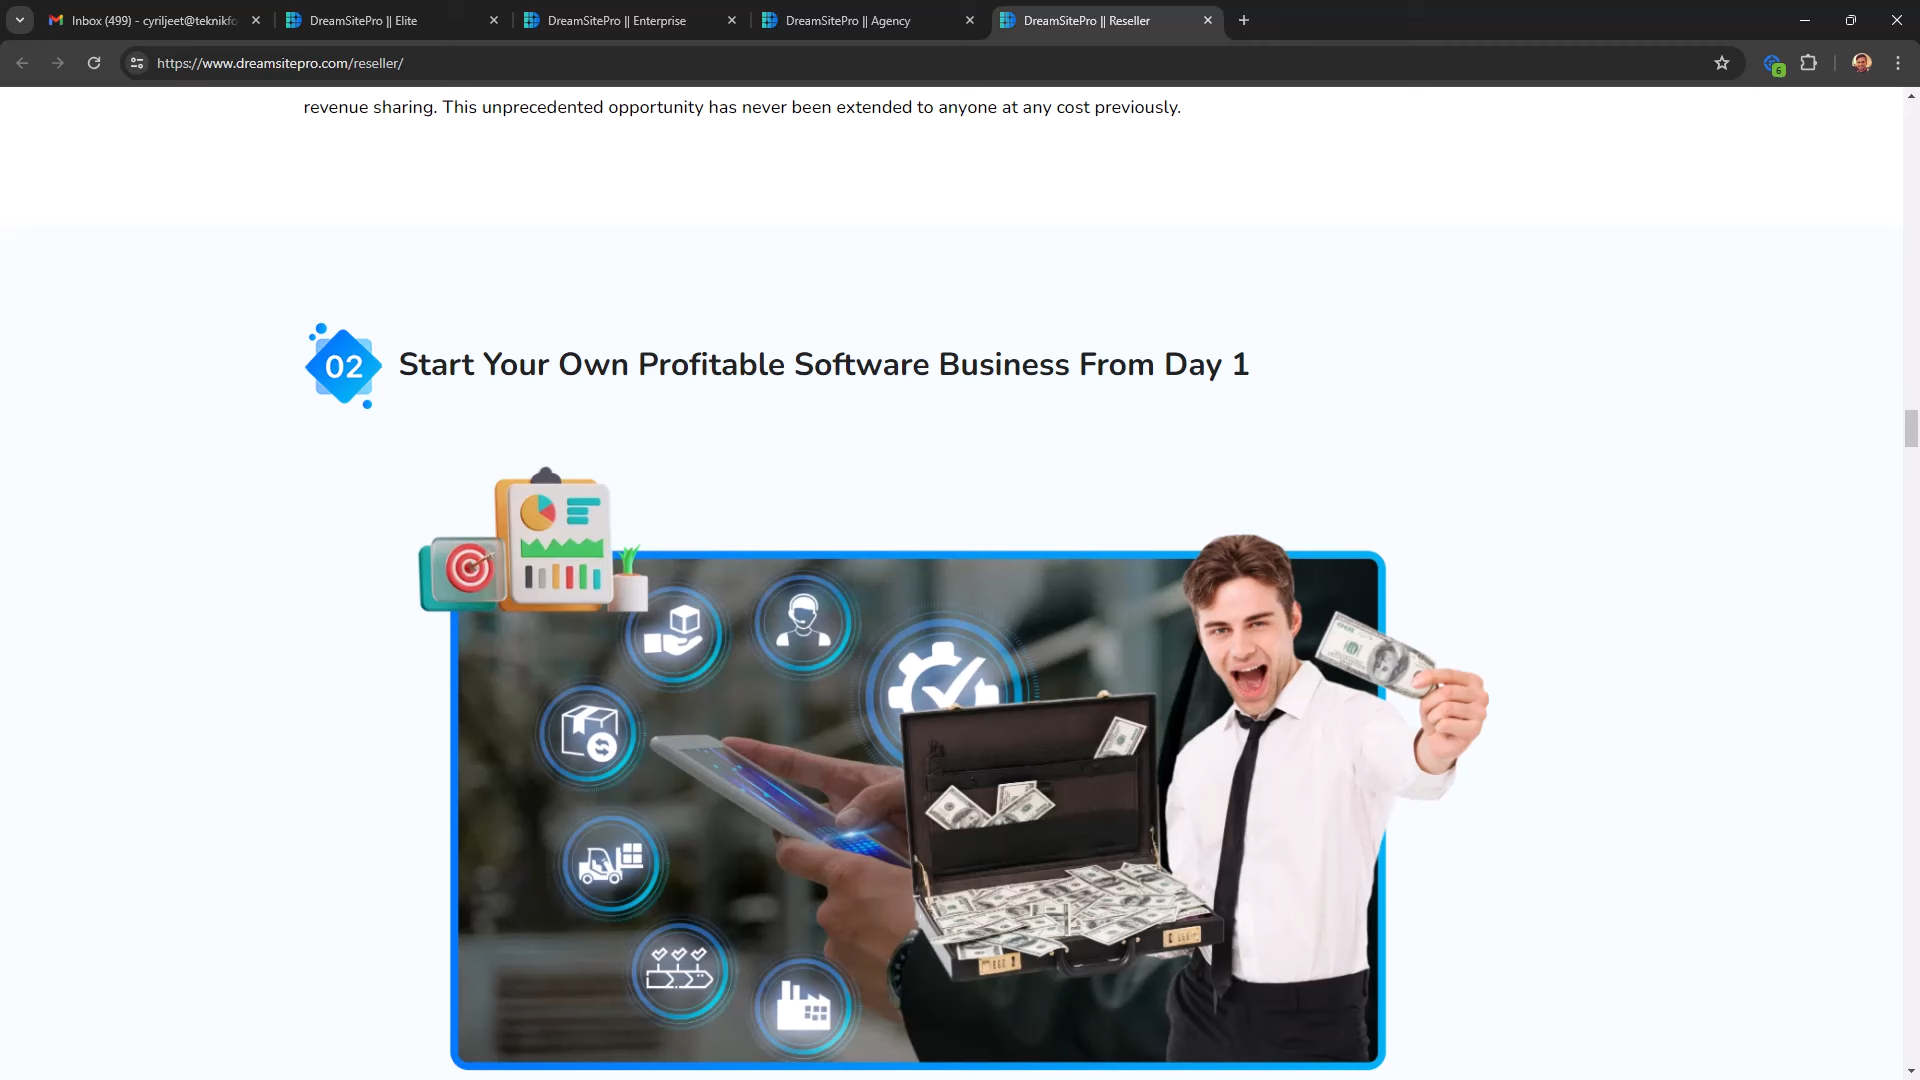 Inbox (499) - cyriljeet@teknikfo
DreamSitePro || Elite
DreamSitePro || Enterprise
DreamSitePro || Agency
DreamSitePro || Reseller
https://www.dreamsitepro.com/reseller/
6
revenue sharing. This unprecedented opportunity has never been extended to anyone at any cost previously.
02
Start Your Own Profitable Software Business From Day 1